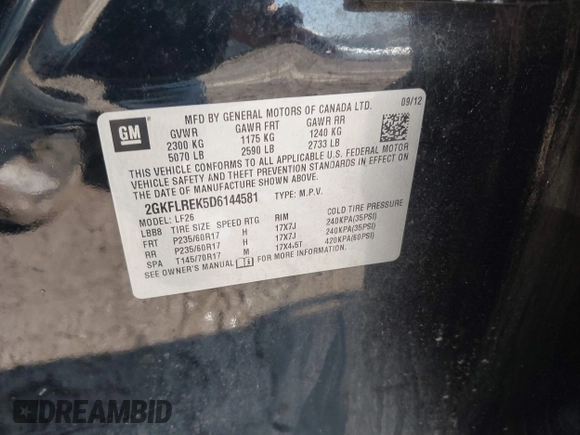 GM
MFD BY GENERAL MOTORS OF CANADA LTD. 09/12
GVWR GAWR FRT GAWR RR
2300 KG 1175 KG 1240 KG
5070 LB 2590 LB 2733 LB
THIS VEHICLE CONFORMS TO ALL APPLICABLE U.S. FEDERAL MOTOR
VEHICLE SAFETY AND THEFT PREVENTION STANDARDS IN EFFECT ON
THE DATE OF MANUFACTURE SHOWN ABOVE.
2GKFLREK5D6144581 TYPE: M.P.V.
MODEL: LF26
LBB8 TIRE SIZE SPEED RTG RIM COLD TIRE PRESSURE
FRT P235/60R17 H 17X7J 240KPA(35PSI)
RR P235/60R17 H 17X7J 240KPA(35PSI)
SPA T145/70R17 M 17X4.5T 420KPA(60PSI)
SEE OWNER'S MANUAL FOR MORE INFORMATION.
DREAMBID